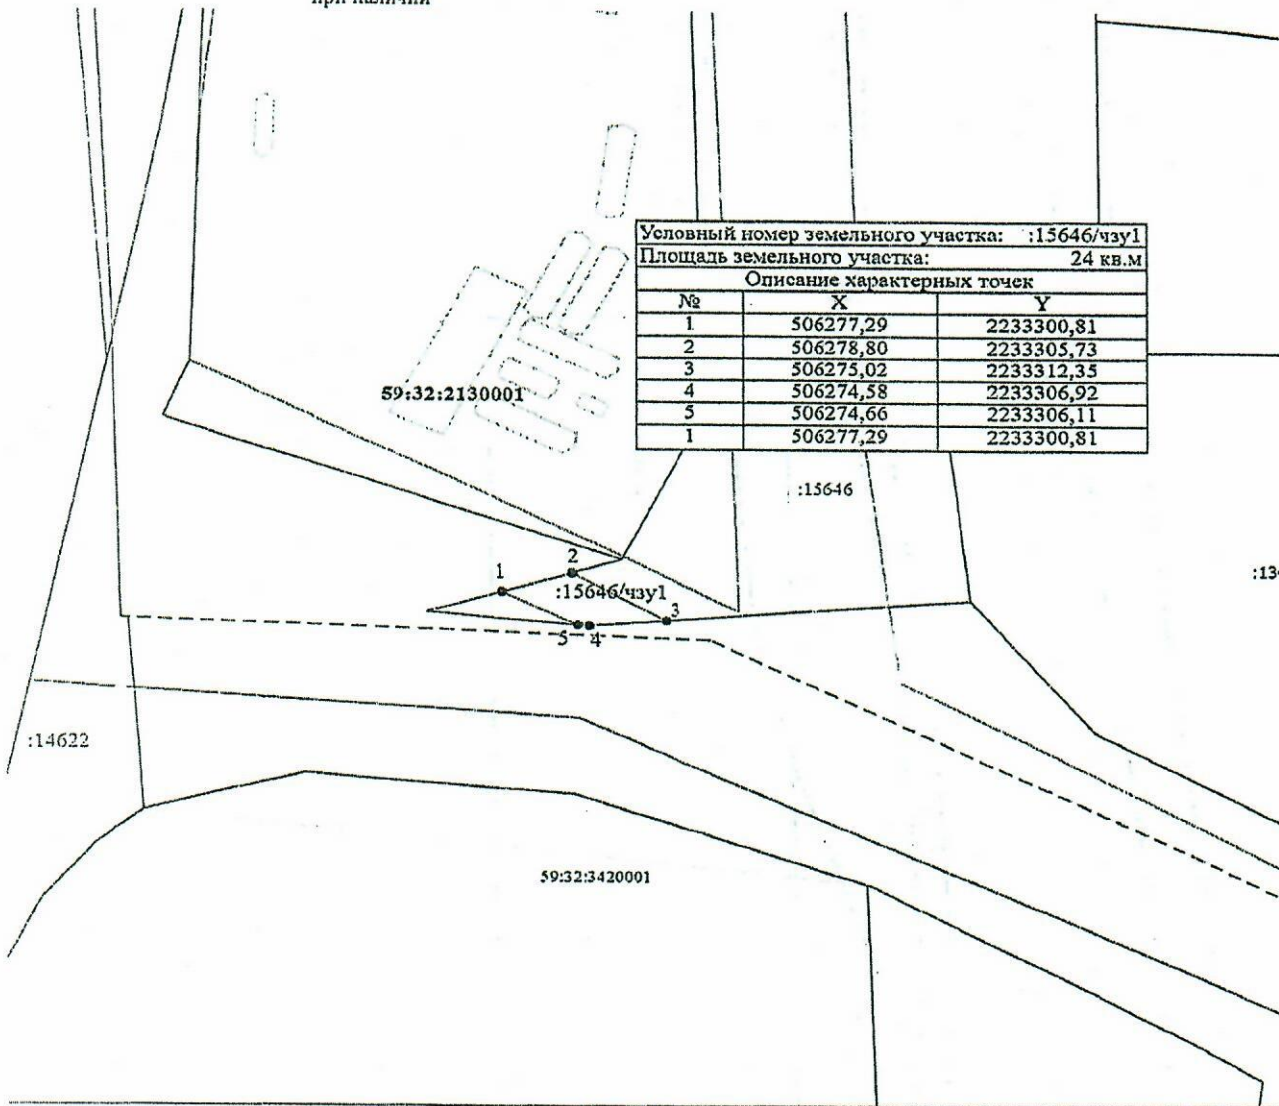 при наличии
Условный номер земельного участка: :15646/чзу1
Площадь земельного участка: 24 кв.м
Описание характерных точек
№ X Y
1 506277,29 2233300,81
2 506278,80 2233305,73
3 506275,02 2233312,35
4 506274,58 2233306,92
5 506274,66 2233306,11
1 506277,29 2233300,81
59:32:2130001
:15646
2
1
:15646/чзу1
:13
3
5 4
:14622
59:32:3420001